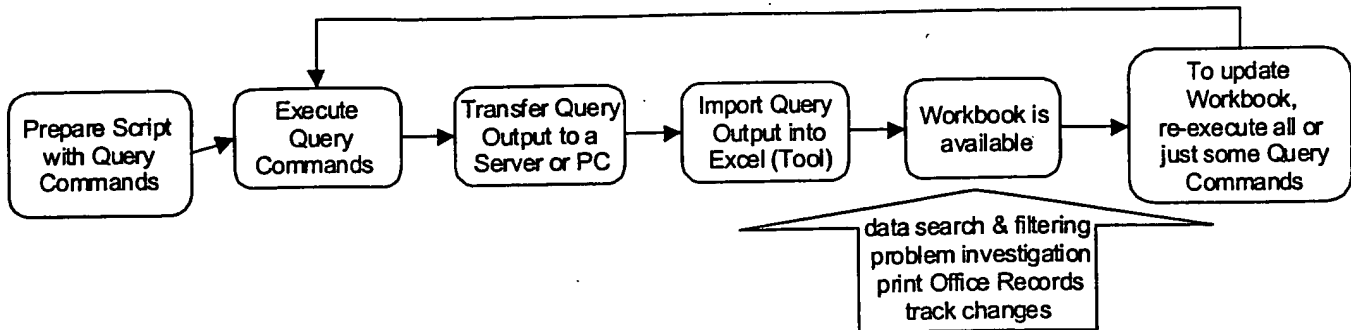 Prepare Script
with Query
Commands
Execute
Query
Commands
Transfer Query
Output to a
Server or PC
Import Query
Output into
Excel (Tool)
Workbook is
available
To update
Workbook,
re-execute all or
just some Query
Commands
data search & filtering
problem investigation
print Office Records
track changes